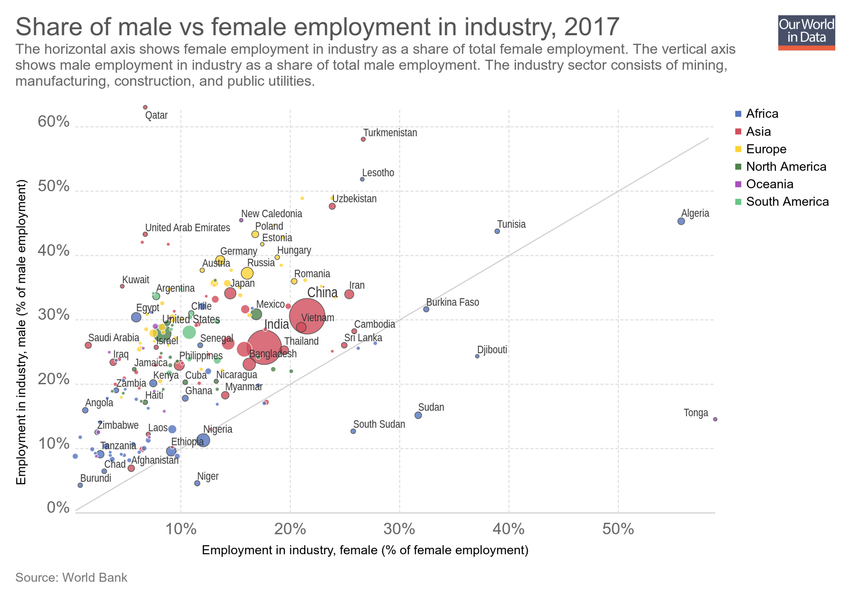 Share of male vs female employment in industry, 2017
Our World
in Data
The horizontal axis shows female employment in industry as a share of total female employment. The vertical axis
shows male employment in industry as a share of total male employment. The industry sector consists of mining,
manufacturing, construction, and public utilities.
Employment in industry, male (% of male employment)
60%
50%
40%
30%
20%
10%
0%
Qatar
Turkmenistan
Lesotho
Uzbekistan
New Caledonia
Algeria
United Arab Emirates
Poland
Tunisia
Estonia
Germany
Hungary
Austria
Russia
Romania
Kuwait
Argentina
Japan
China
Iran
Egypt
Chile
Mexico
Burkina Faso
United States
Vietnam
India
Cambodia
Saudi Arabia
Israel
Senegal
Thailand
Sri Lanka
Iraq
Philippines
Bangladesh
Djibouti
Jamaica
Zambia
Kenya
Cuba
Nicaragua
Haiti
Ghana
Myanmar
Angola
Sudan
Tonga
Zimbabwe
Laos
Nigeria
South Sudan
Tanzania
Ethiopia
Chad
Afghanistan
Burundi
Niger
10%
20%
30%
40%
50%
Employment in industry, female (% of female employment)
Africa
Asia
Europe
North America
Oceania
South America
Source: World Bank